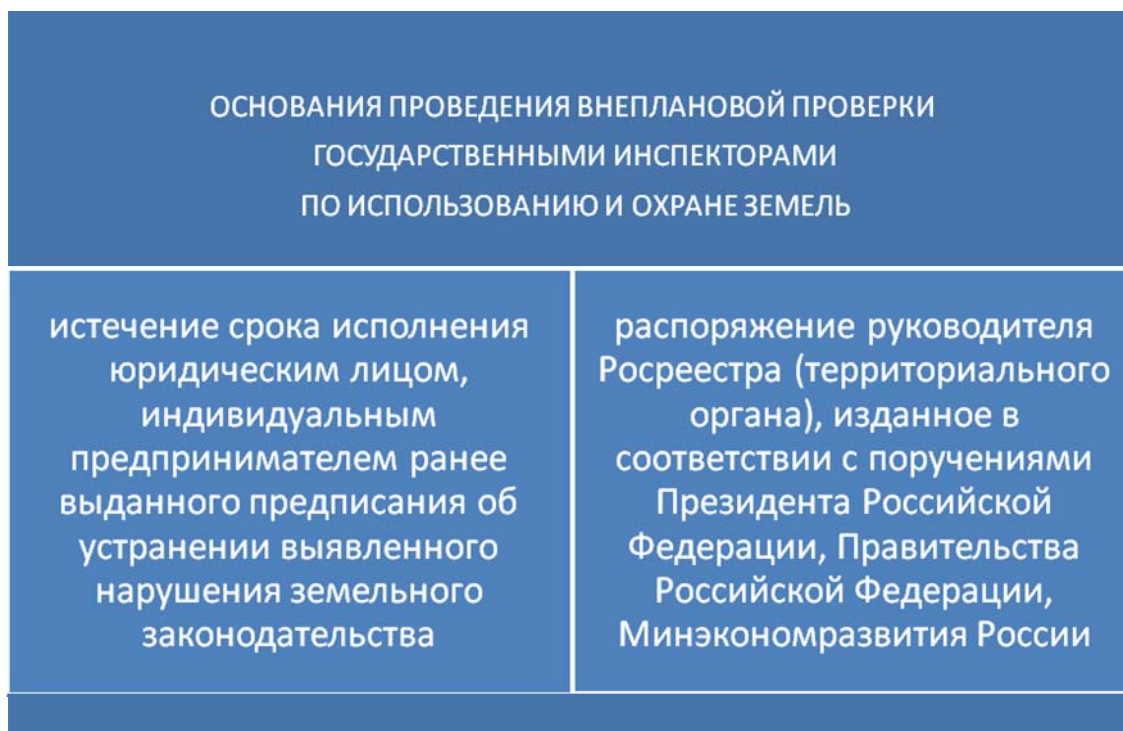 ОСНОВАНИЯ ПРОВЕДЕНИЯ ВНЕПЛАНОВОЙ ПРОВЕРКИ
ГОСУДАРСТВЕННЫМИ ИНСПЕКТОРАМИ
ПО ИСПОЛЬЗОВАНИЮ И ОХРАНЕ ЗЕМЕЛЬ
истечение срока исполнения
юридическим лицом,
индивидуальным
предпринимателем ранее
выданного предписания об
устранении выявленного
нарушения земельного
законодательства
распоряжение руководителя
Росреестра (территориального
органа), изданное в
соответствии с поручениями
Президента Российской
Федерации, Правительства
Российской Федерации,
Минэкономразвития России